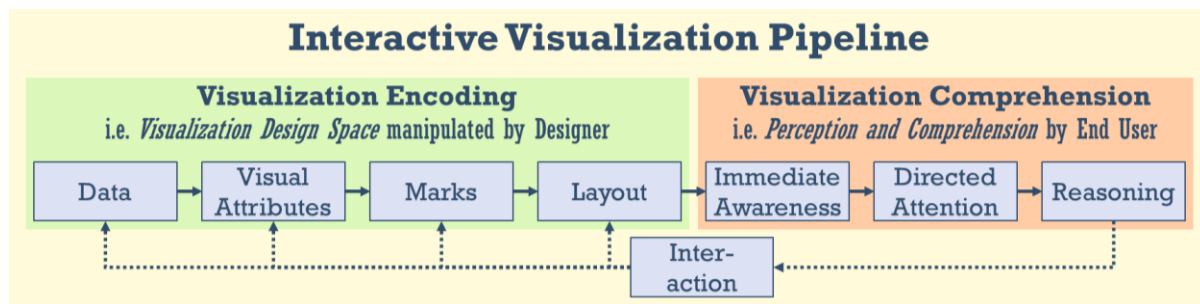 Interactive Visualization Pipeline
Visualization Encoding
i.e. Visualization Design Space manipulated by Designer
Visualization Comprehension
i.e. Perception and Comprehension by End User
Data
Visual
Attributes
Marks
Layout
Immediate
Awareness
Directed
Attention
Reasoning
Inter-
action